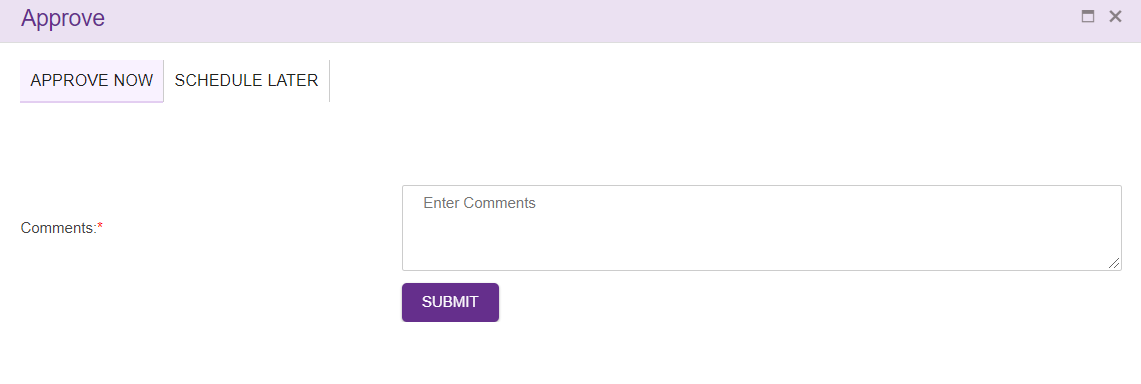 Approve
APPROVE NOW SCHEDULE LATER
Enter Comments
Comments:*
SUBMIT